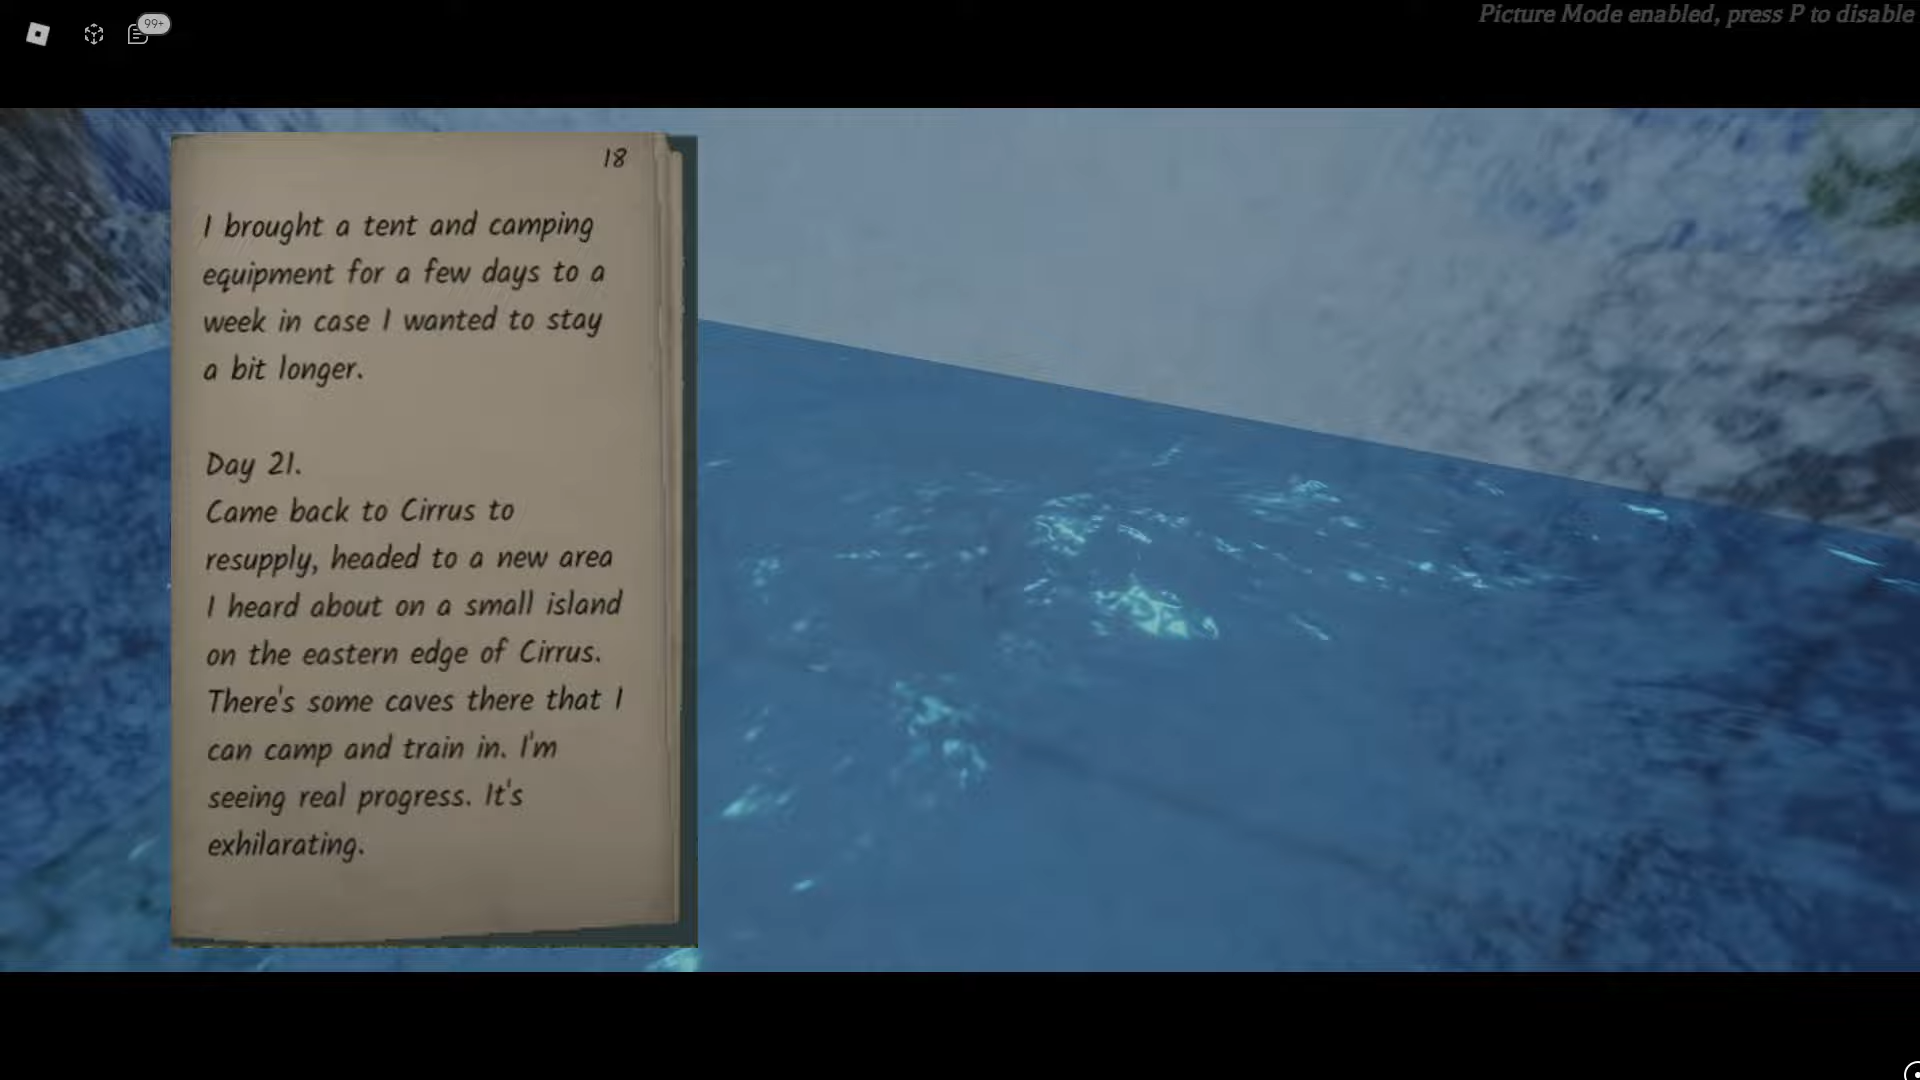 99+
Picture Mode enabled, press P to disable
18
I brought a tent and camping
equipment for a few days to a
week in case I wanted to stay
a bit longer.
Day 21.
Came back to Cirrus to
resupply, headed to a new area
I heard about on a small island
on the eastern edge of Cirrus.
There's some caves there that I
can camp and train in. I'm
seeing real progress. It's
exhilarating.